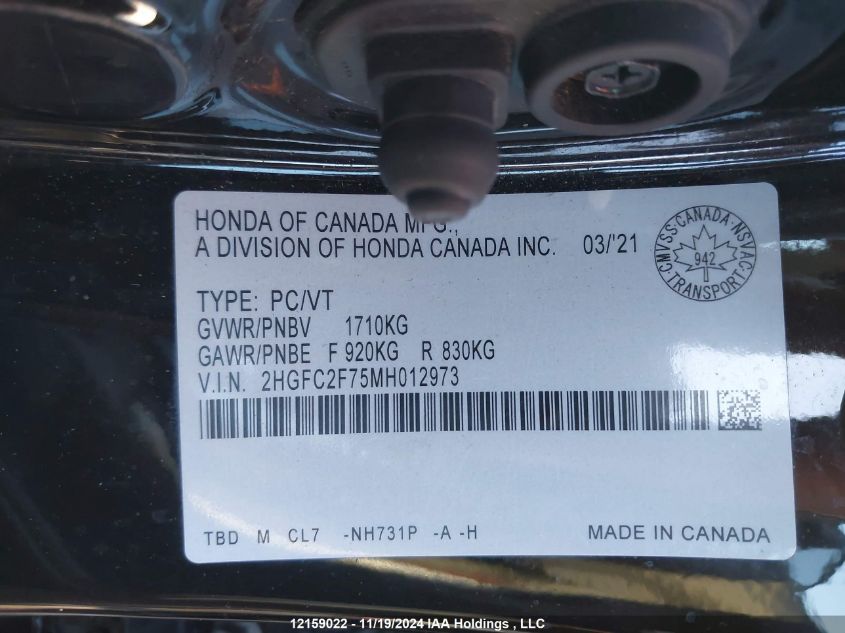 HONDA OF CANADA MFG.,
A DIVISION OF HONDA CANADA INC. 03/'21
CMVSS·CANADA·NSVAC
942
TRANSPORT
TYPE: PC/VT
GVWR/PNBV 1710KG
GAWR/PNBE F 920KG R 830KG
V.I.N. 2HGFC2F75MH012973
TBD M CL7 -NH731P -A -H MADE IN CANADA
12159022 - 11/19/2024 IAA Holdings , LLC